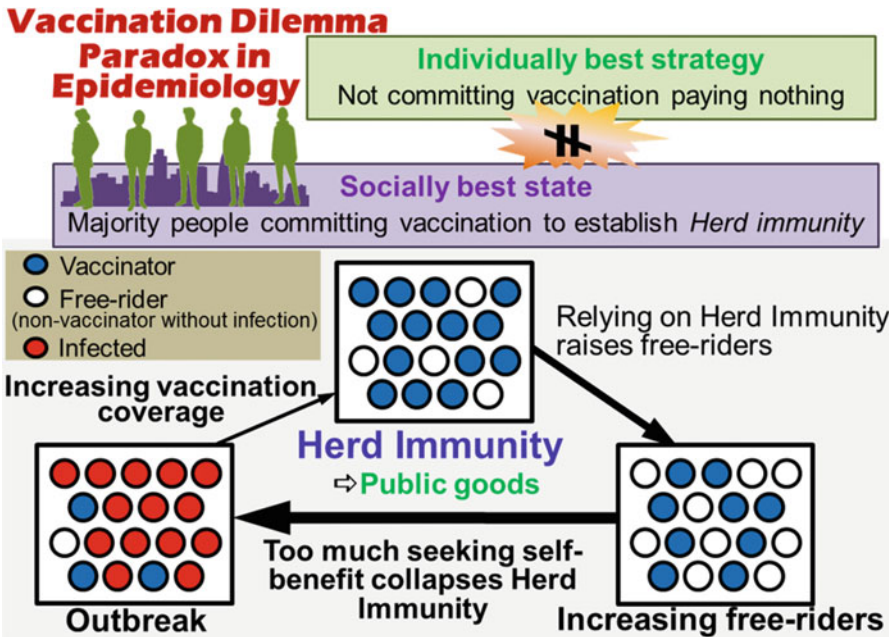 Vaccination Dilemma
Paradox in
Epidemiology
Individually best strategy
Not committing vaccination paying nothing
Socially best state
Majority people committing vaccination to establish Herd immunity
Vaccinator
Free-rider
(non-vaccinator without infection)
Infected
Relying on Herd Immunity
raises free-riders
Increasing vaccination
coverage
Herd Immunity
⇨Public goods
Too much seeking self-
benefit collapses Herd
Immunity
Outbreak
Increasing free-riders